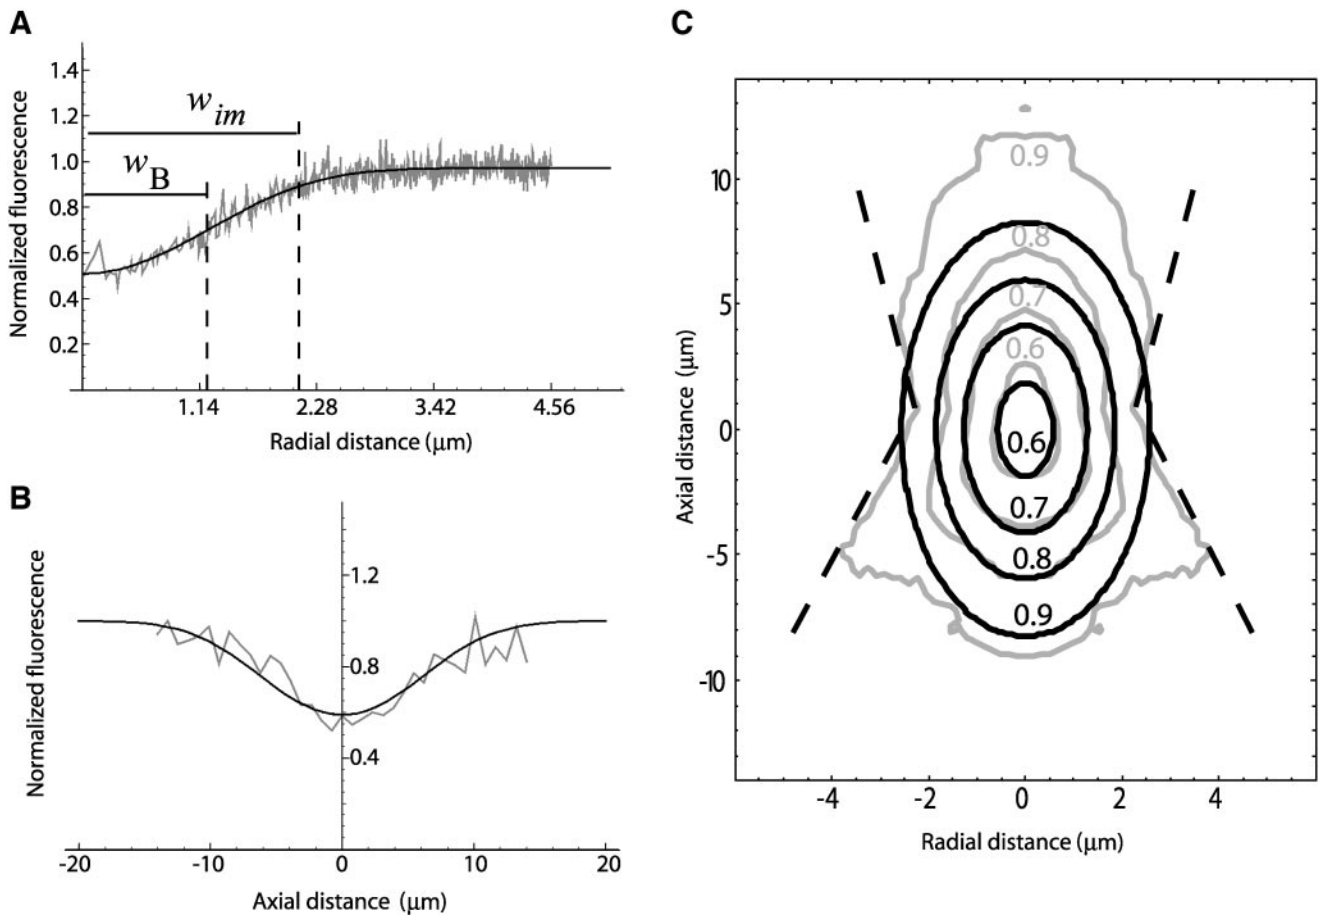 A
Normalized fluorescence
1.4
1.2
1.0
0.8
0.6
0.4
0.2
w_im
w_B
1.14 2.28 3.42 4.56
Radial distance (μm)
B
Normalized fluorescence
1.2
0.8
0.4
-20 -10 0 10 20
Axial distance (μm)
C
Axial distance (μm)
10
5
0
-5
-10
0.9
0.8
0.7
0.6
0.6
0.7
0.8
0.9
-4 -2 0 2 4
Radial distance (μm)